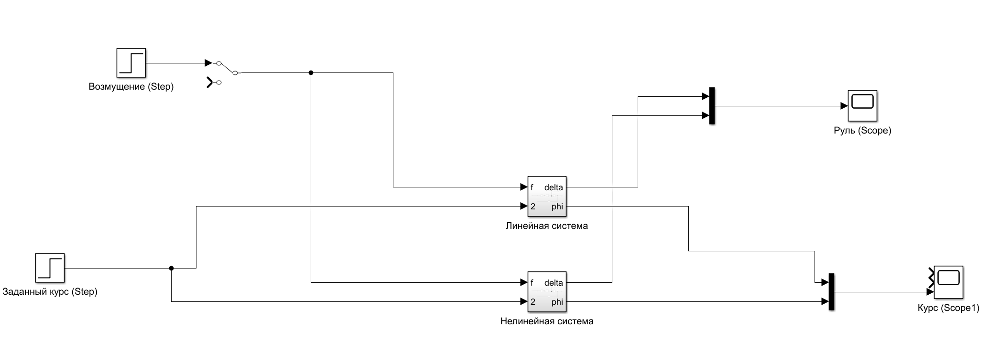 Возмущение (Step)
Руль (Scope)
f delta
2 phi
Линейная система
Заданный курс (Step)
f delta
2 phi
Нелинейная система
Курс (Scope1)